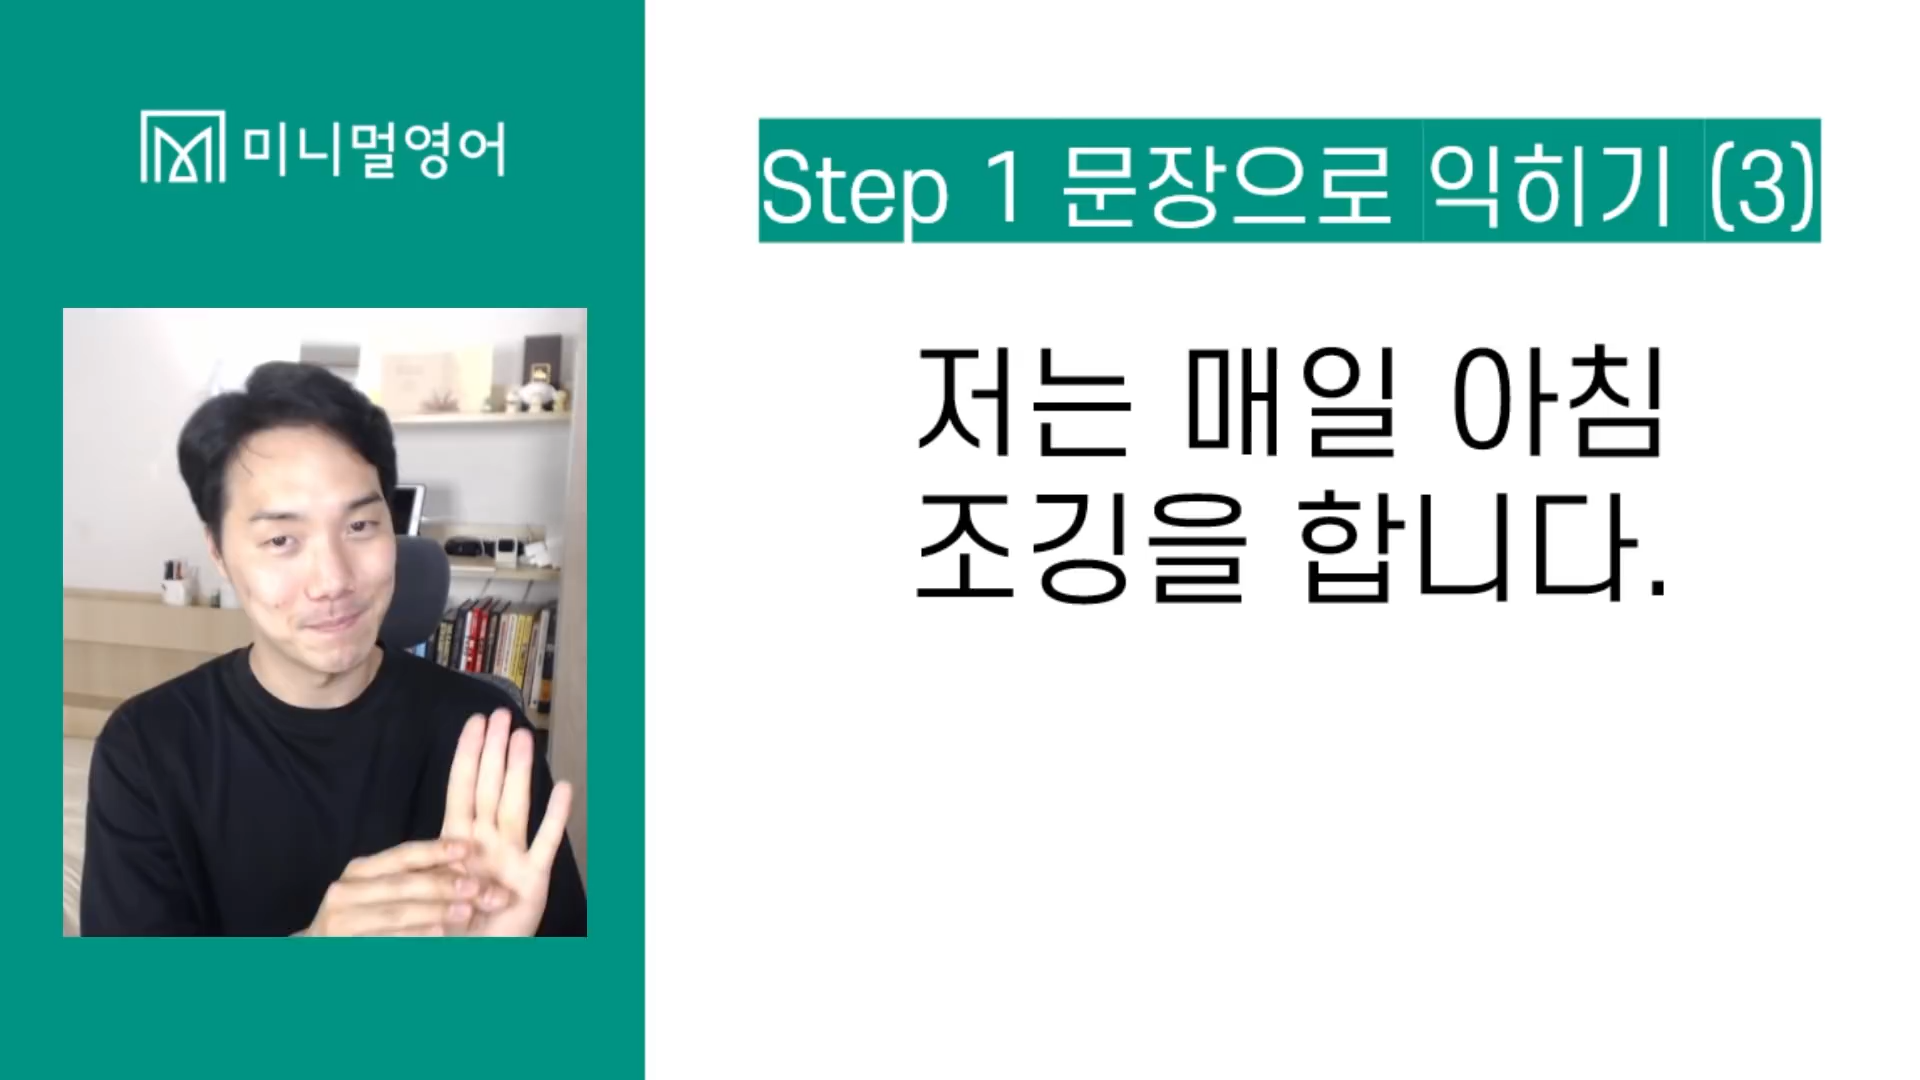 미니멀영어
Step 1 문장으로 익히기 (3)
저는 매일 아침
조깅을 합니다.